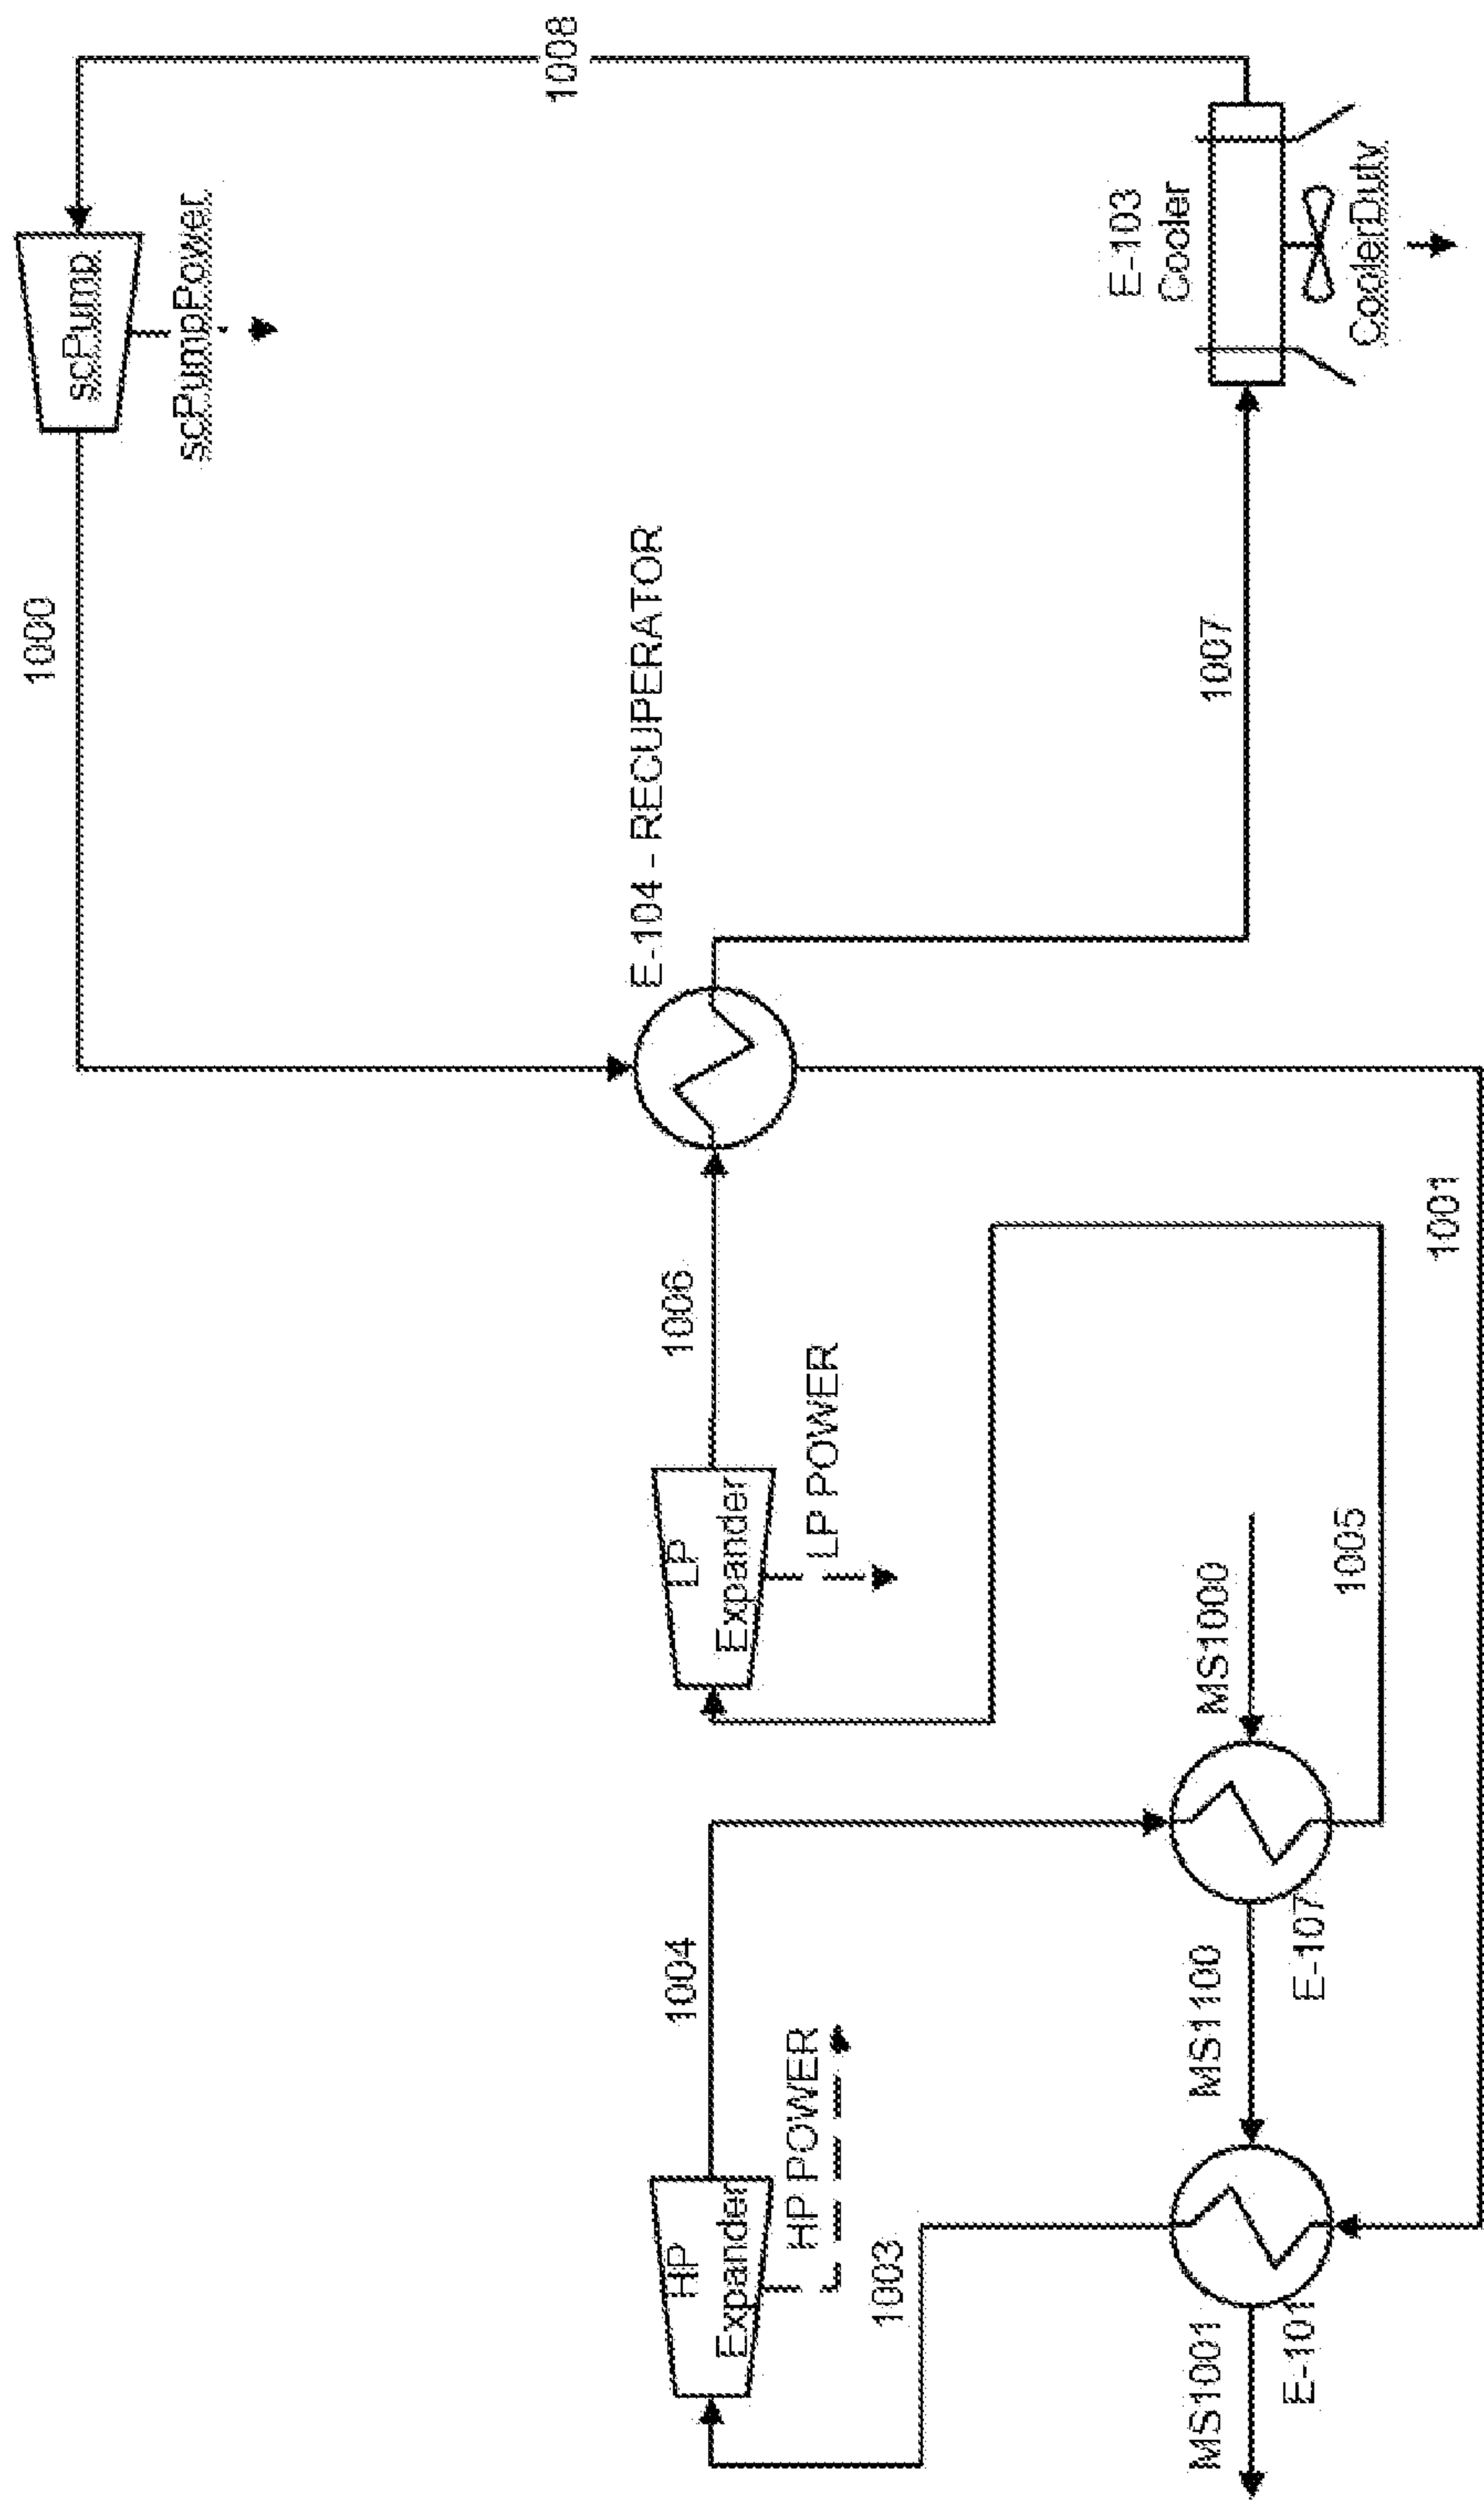 1000
scPump
scPumpPower
1008
E-104 - RECUPERATOR
1006
LP
Expander
LP POWER
1004
HP
Expander
HP POWER
1003
1007
E-103
Cooler
CoolerDuty
MS1000
MS1100
MS1001
E-107
E-101
1005
1001